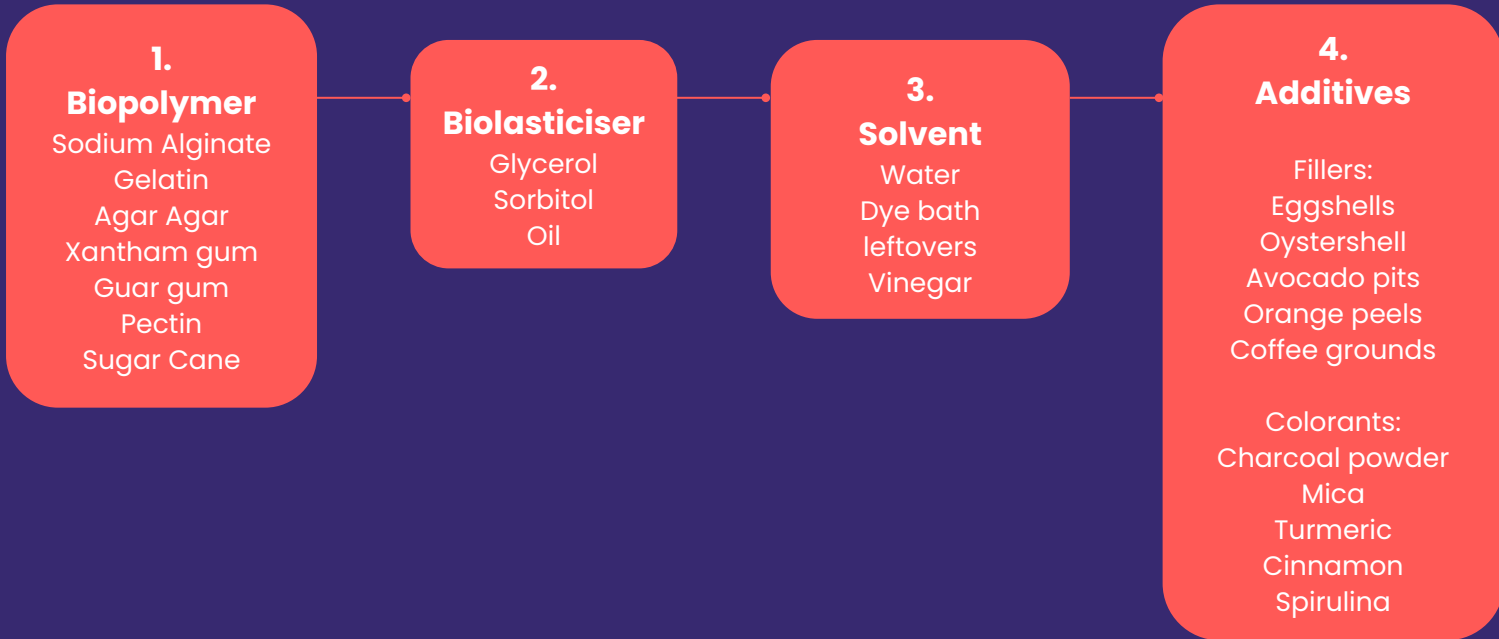 1.
Biopolymer
Sodium Alginate
Gelatin
Agar Agar
Xantham gum
Guar gum
Pectin
Sugar Cane
2.
Biolasticiser
Glycerol
Sorbitol
Oil
3.
Solvent
Water
Dye bath
leftovers
Vinegar
4.
Additives
Fillers:
Eggshells
Oystershell
Avocado pits
Orange peels
Coffee grounds
Colorants:
Charcoal powder
Mica
Turmeric
Cinnamon
Spirulina